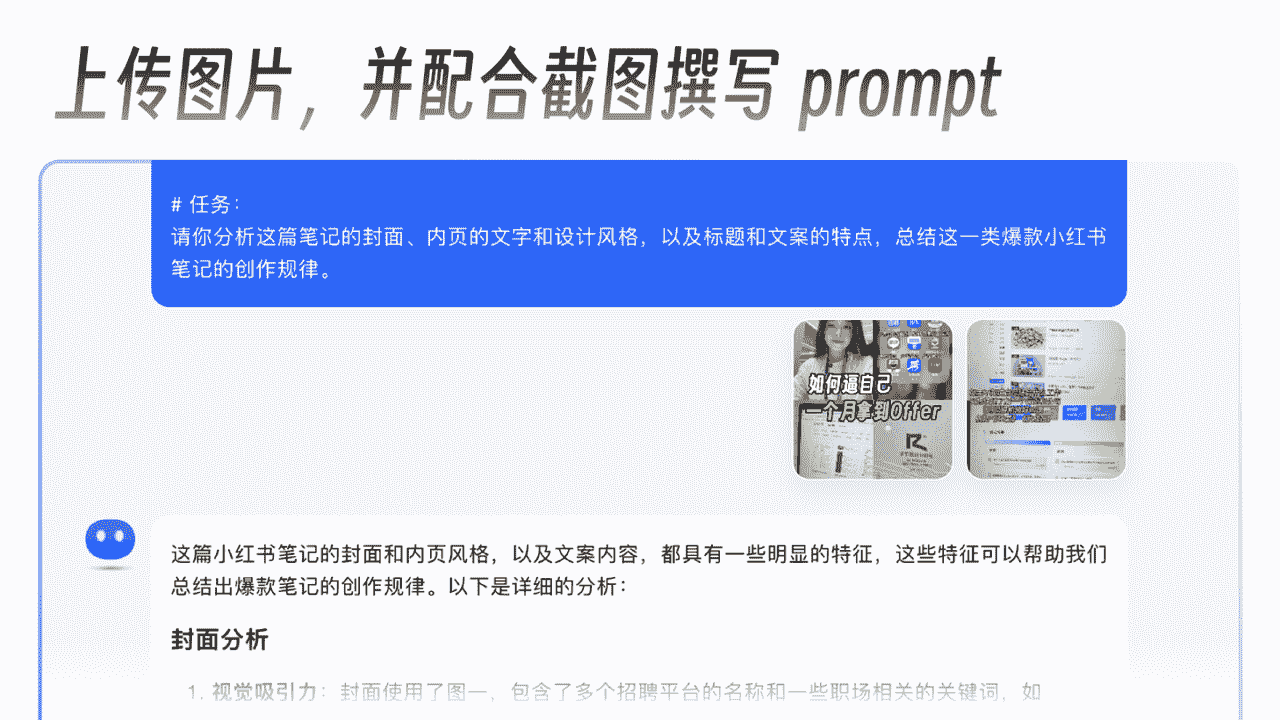 上传图片，并配合截图撰写 prompt
# 任务：
请你分析这篇笔记的封面、内页的文字和设计风格，以及标题和文案的特点，总结这一类爆款小红书
笔记的创作规律。
如何逼自己
一个月拿到Offer
这篇小红书笔记的封面和内页风格，以及文案内容，都具有一些明显的特征，这些特征可以帮助我们
总结出爆款笔记的创作规律。以下是详细的分析：
封面分析
1. 视觉吸引力：封面使用了图一，包含了多个招聘平台的名称和一些职场相关的关键词，如